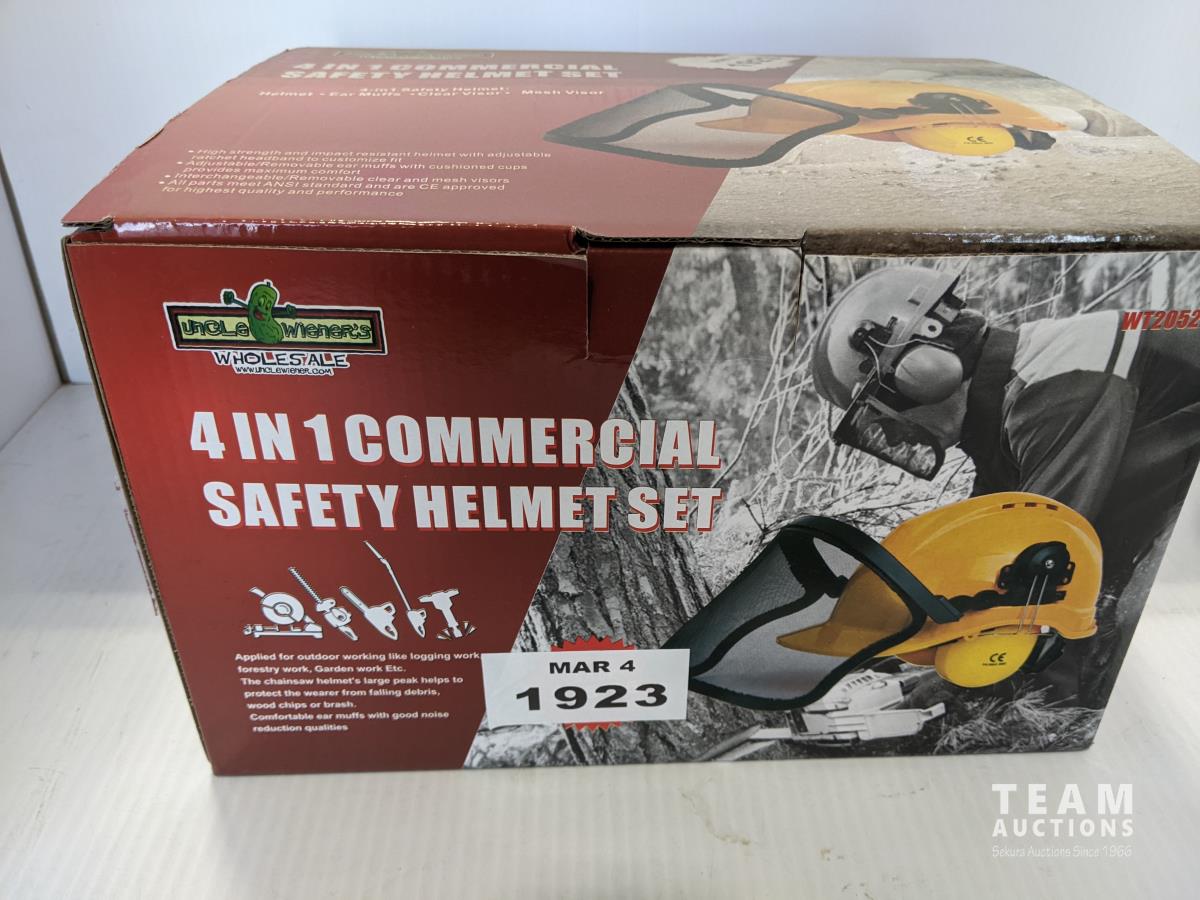 4 IN 1 COMMERCIAL
SAFETY HELMET SET
4-in1 Safety Helmet:
Helmet • Ear Muffs • Clear Visor • Mesh Visor
• High strength and impact resistant helmet with adjustable
ratchet headband to customize fit
• Adjustable/Removable ear muffs with cushioned cups
provides maximum comfort
• Interchangeable/Removable clear and mesh visors
• All parts meet ANSI standard and are CE approved
for highest quality and performance
CE
UNCLE WIENER'S
WHOLESALE
WWW.UNCLEWIENER.COM
WT2052
4 IN 1 COMMERCIAL
SAFETY HELMET SET
Applied for outdoor working like logging work
forestry work, Garden work Etc.
The chainsaw helmet's large peak helps to
protect the wearer from falling debris,
wood chips or brash.
Comfortable ear muffs with good noise
reduction qualities
MAR 4
1923
CE
TEAM
AUCTIONS
Sekura Auctions Since 1966